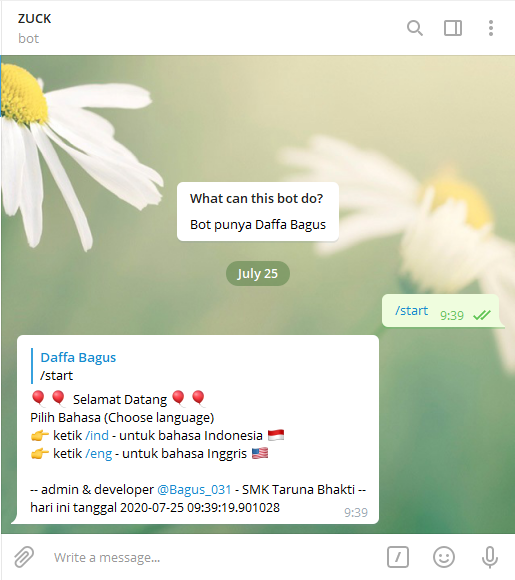 ZUCK
bot
What can this bot do?
Bot punya Daffa Bagus
July 25
/start 9:39
Daffa Bagus
/start
🎈 🎈 Selamat Datang 🎈 🎈
Pilih Bahasa (Choose language)
👉 ketik /ind - untuk bahasa Indonesia 🇮🇩
👉 ketik /eng - untuk bahasa Inggris 🇺🇸
-- admin & developer @Bagus_031 - SMK Taruna Bhakti --
hari ini tanggal 2020-07-25 09:39:19.901028
9:39
Write a message...